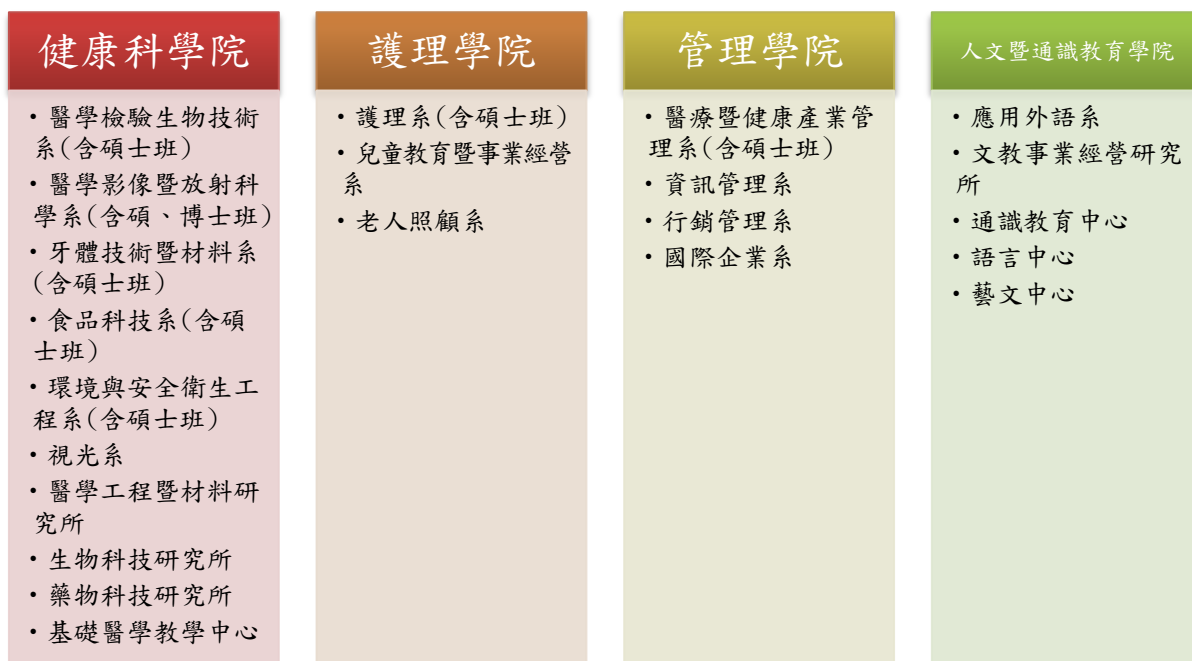 健康科學院
・醫學檢驗生物技術
系(含碩士班)
・醫學影像暨放射科
學系(含碩、博士班)
・牙體技術暨材料系
(含碩士班)
・食品科技系(含碩
士班)
・環境與安全衛生工
程系(含碩士班)
・視光系
・醫學工程暨材料研
究所
・生物科技研究所
・藥物科技研究所
・基礎醫學教學中心
護理學院
・護理系(含碩士班)
・兒童教育暨事業經營
系
・老人照顧系
管理學院
・醫療暨健康產業管
理系(含碩士班)
・資訊管理系
・行銷管理系
・國際企業系
人文暨通識教育學院
・應用外語系
・文教事業經營研究
所
・通識教育中心
・語言中心
・藝文中心